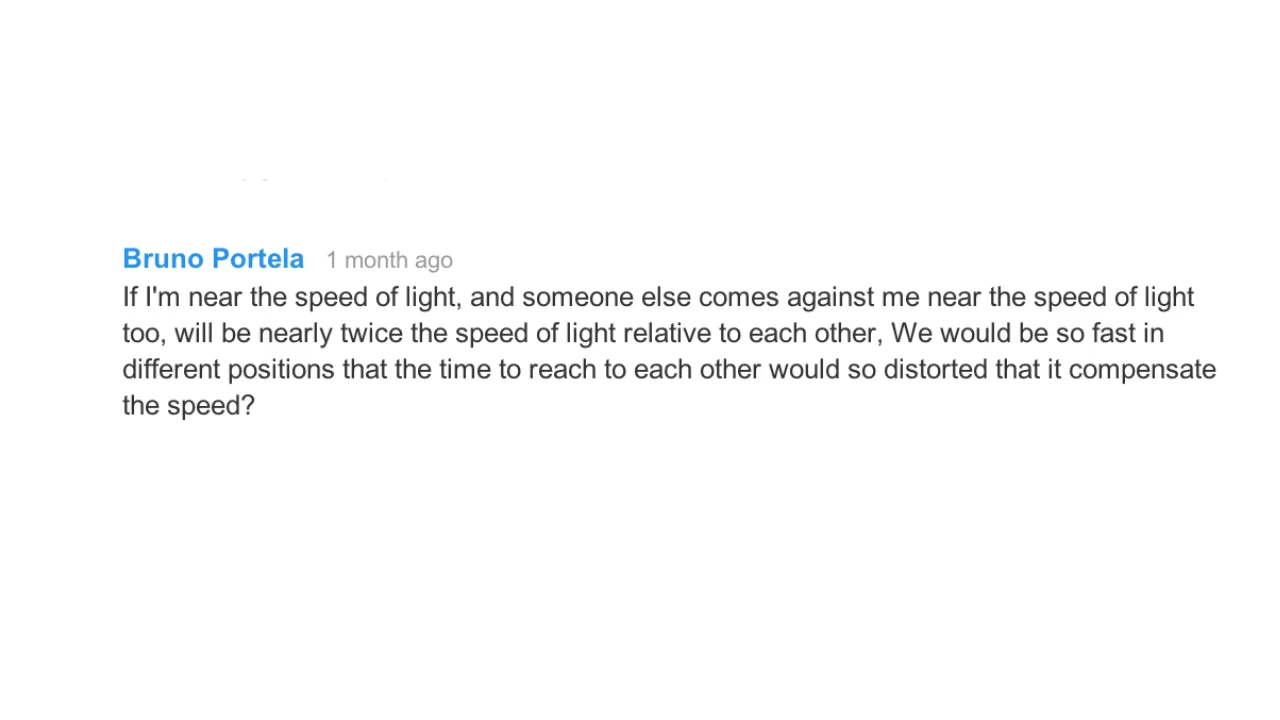 Bruno Portela 1 month ago
If I'm near the speed of light, and someone else comes against me near the speed of light
too, will be nearly twice the speed of light relative to each other, We would be so fast in
different positions that the time to reach to each other would so distorted that it compensate
the speed?